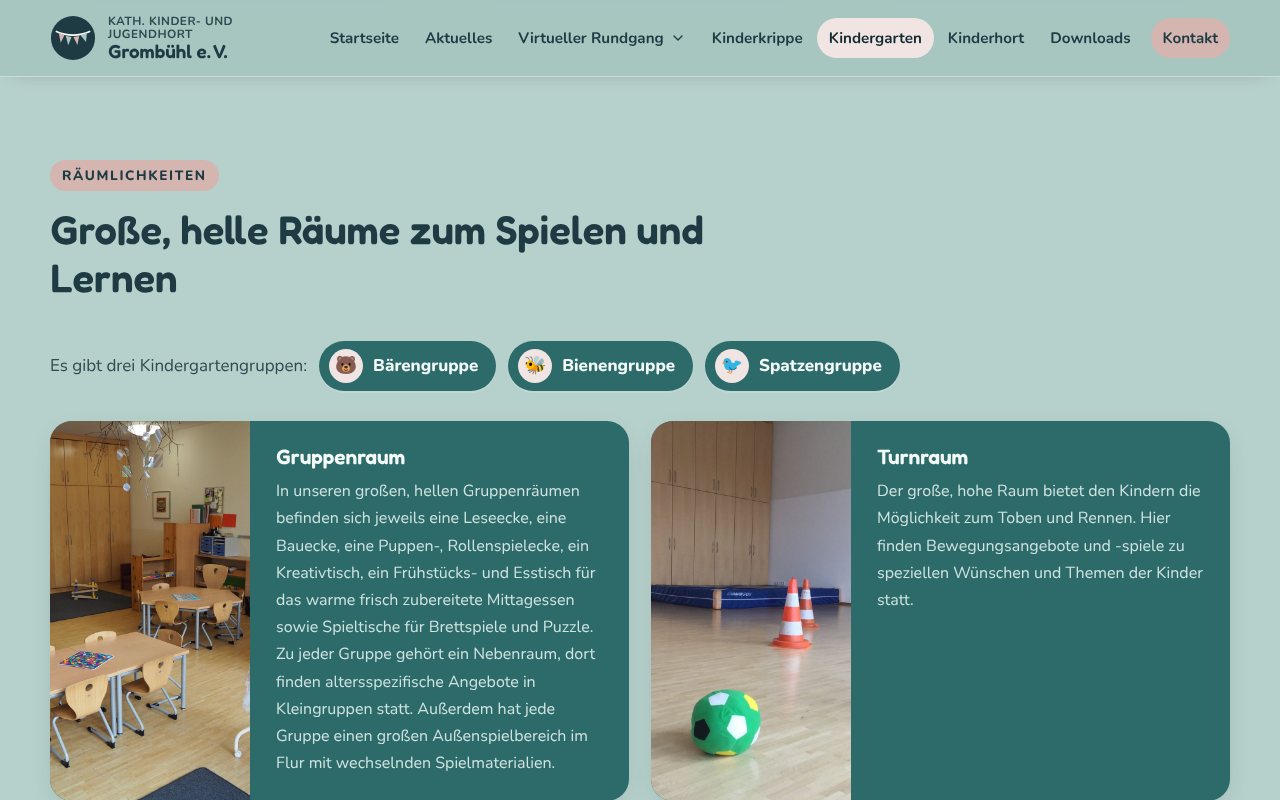 KATH. KINDER- UND
JUGENDHORT
Grombühl e. V.
Startseite
Aktuelles
Virtueller Rundgang
Kinderkrippe
Kindergarten
Kinderhort
Downloads
Kontakt
RÄUMLICHKEITEN
Große, helle Räume zum Spielen und
Lernen
Es gibt drei Kindergartengruppen:
Bärengruppe
Bienengruppe
Spatzengruppe
Gruppenraum
In unseren großen, hellen Gruppenräumen
befinden sich jeweils eine Leseecke, eine
Bauecke, eine Puppen-, Rollenspielecke, ein
Kreativtisch, ein Frühstücks- und Esstisch für
das warme frisch zubereitete Mittagessen
sowie Spieltische für Brettspiele und Puzzle.
Zu jeder Gruppe gehört ein Nebenraum, dort
finden altersspezifische Angebote in
Kleingruppen statt. Außerdem hat jede
Gruppe einen großen Außenspielbereich im
Flur mit wechselnden Spielmaterialien.
Turnraum
Der große, hohe Raum bietet den Kindern die
Möglichkeit zum Toben und Rennen. Hier
finden Bewegungsangebote und -spiele zu
speziellen Wünschen und Themen der Kinder
statt.